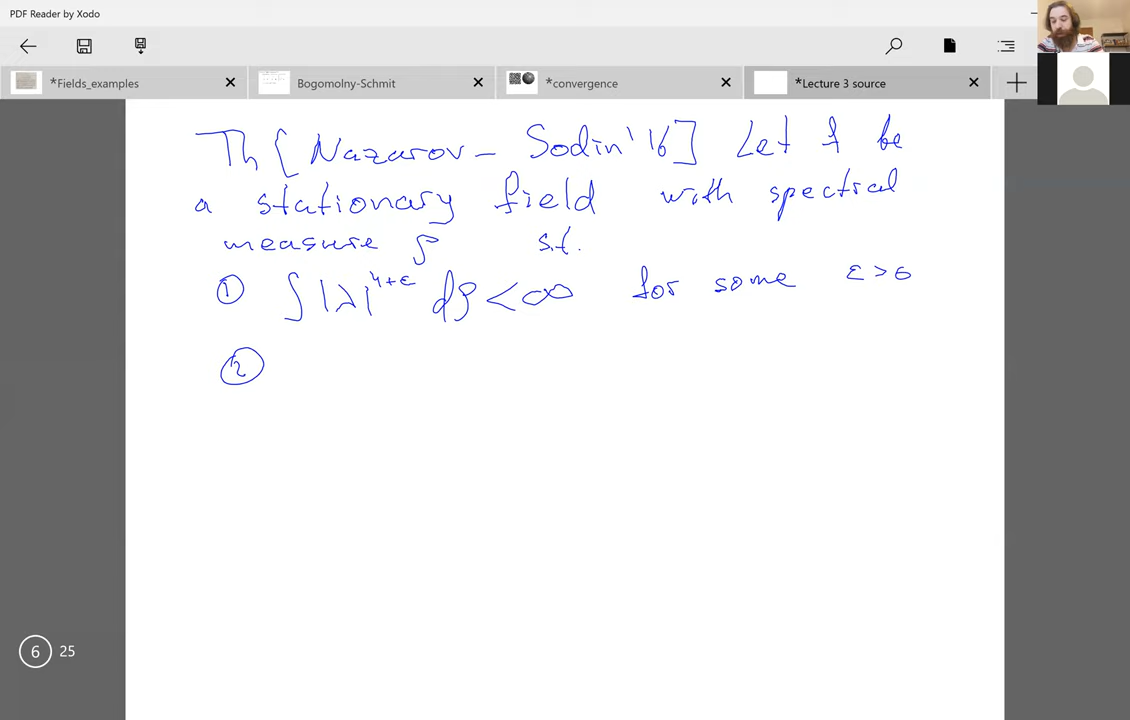 PDF Reader by Xodo
*Fields_examples
Bogomolny-Schmit
*convergence
*Lecture 3 source
Th [Nazarov - Sodin'16] Let f be
a stationary field with spectral
measure ρ s.t.
① ∫ |λ|^{4+ε} dρ < ∞ for some ε > 0
②
6 25